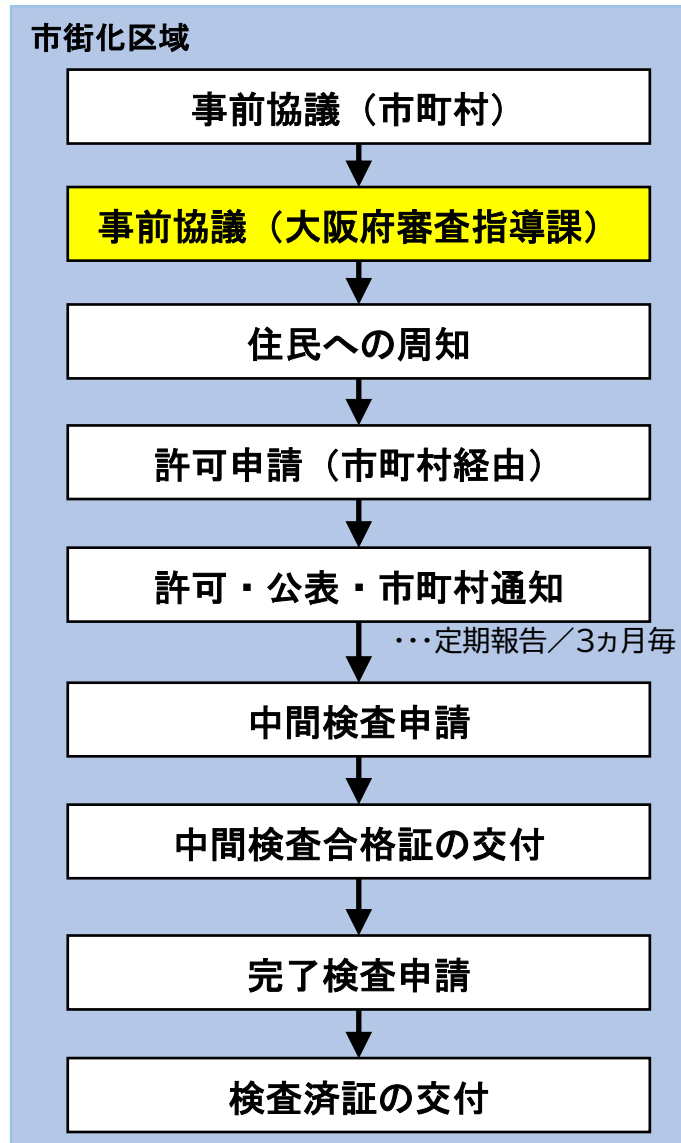 市街化区域
事前協議（市町村）
事前協議（大阪府審査指導課）
住民への周知
許可申請（市町村経由）
許可・公表・市町村通知
･･･定期報告／3ヵ月毎
中間検査申請
中間検査合格証の交付
完了検査申請
検査済証の交付